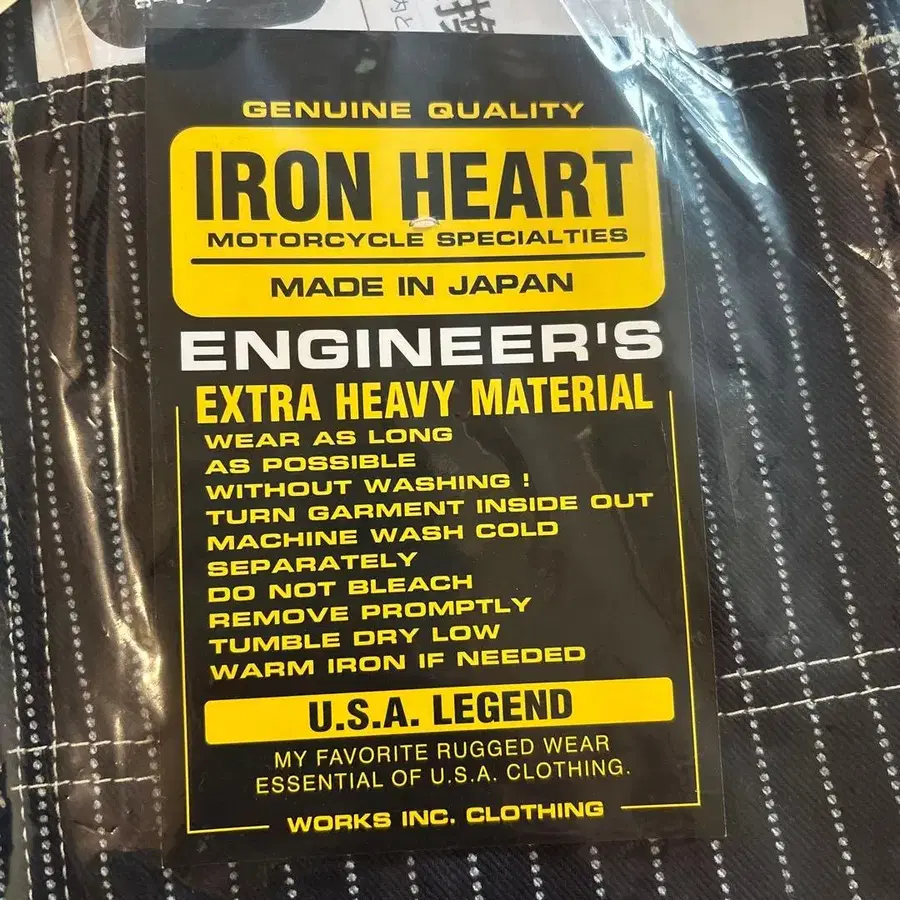 GENUINE QUALITY
IRON HEART
MOTORCYCLE SPECIALTIES
MADE IN JAPAN
ENGINEER'S
EXTRA HEAVY MATERIAL
WEAR AS LONG
AS POSSIBLE
WITHOUT WASHING !
TURN GARMENT INSIDE OUT
MACHINE WASH COLD
SEPARATELY
DO NOT BLEACH
REMOVE PROMPTLY
TUMBLE DRY LOW
WARM IRON IF NEEDED
U.S.A. LEGEND
MY FAVORITE RUGGED WEAR
ESSENTIAL OF U.S.A. CLOTHING.
WORKS INC. CLOTHING